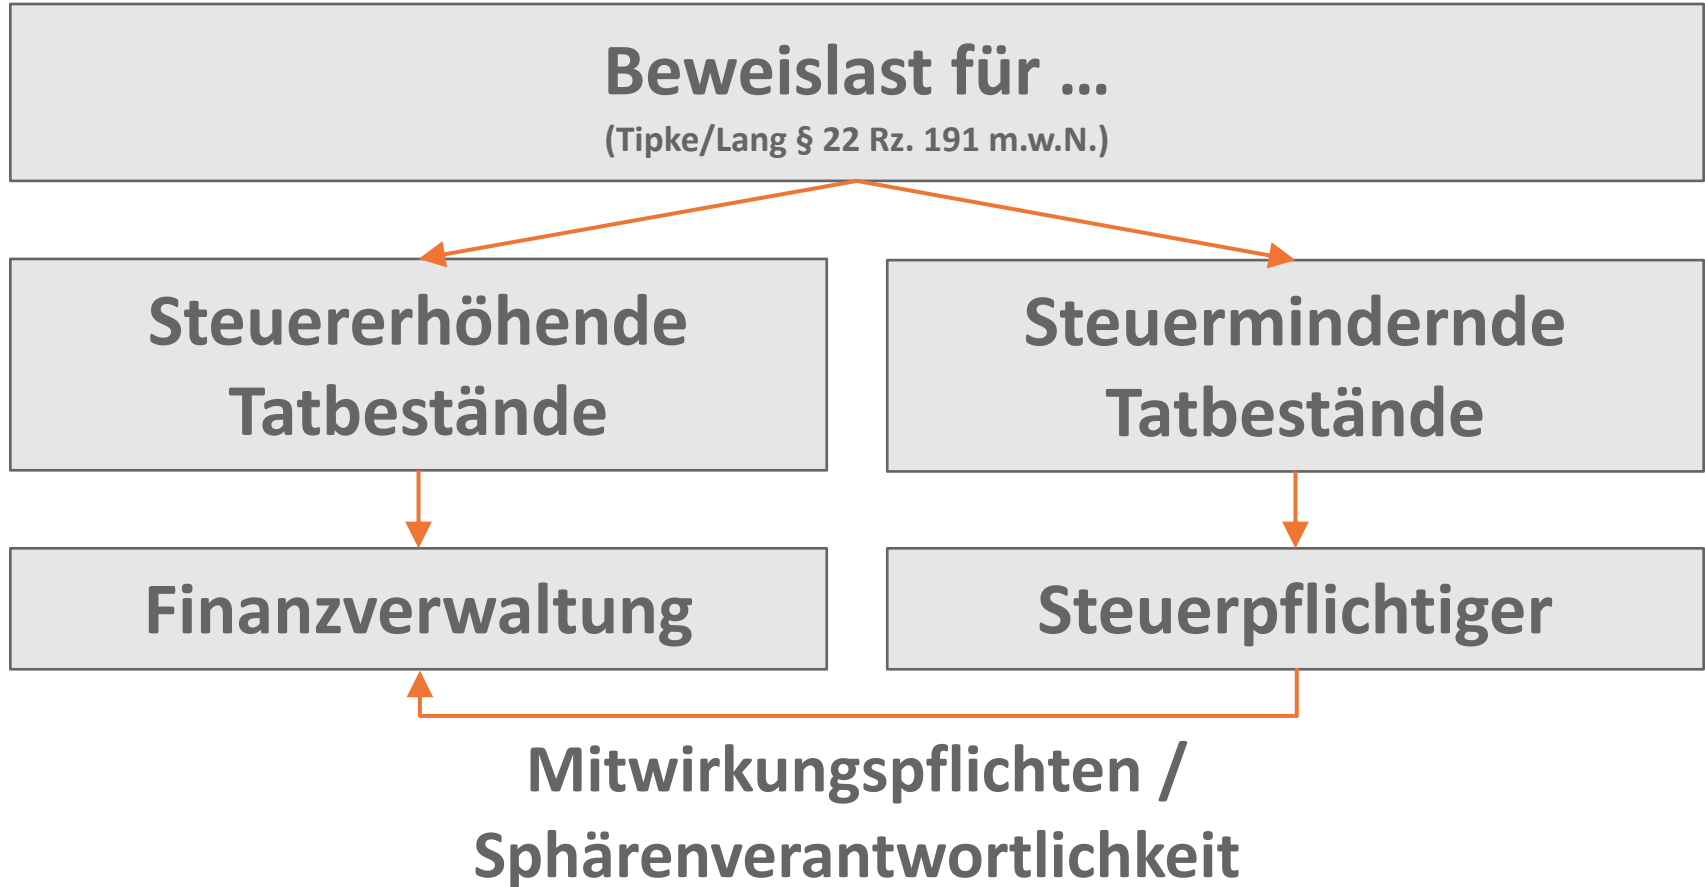 Beweislast für ...
(Tipke/Lang § 22 Rz. 191 m.w.N.)
Steuererhöhende
Tatbestände
Steuermindernde
Tatbestände
Finanzverwaltung
Steuerpflichtiger
Mitwirkungspflichten /
Sphärenverantwortlichkeit